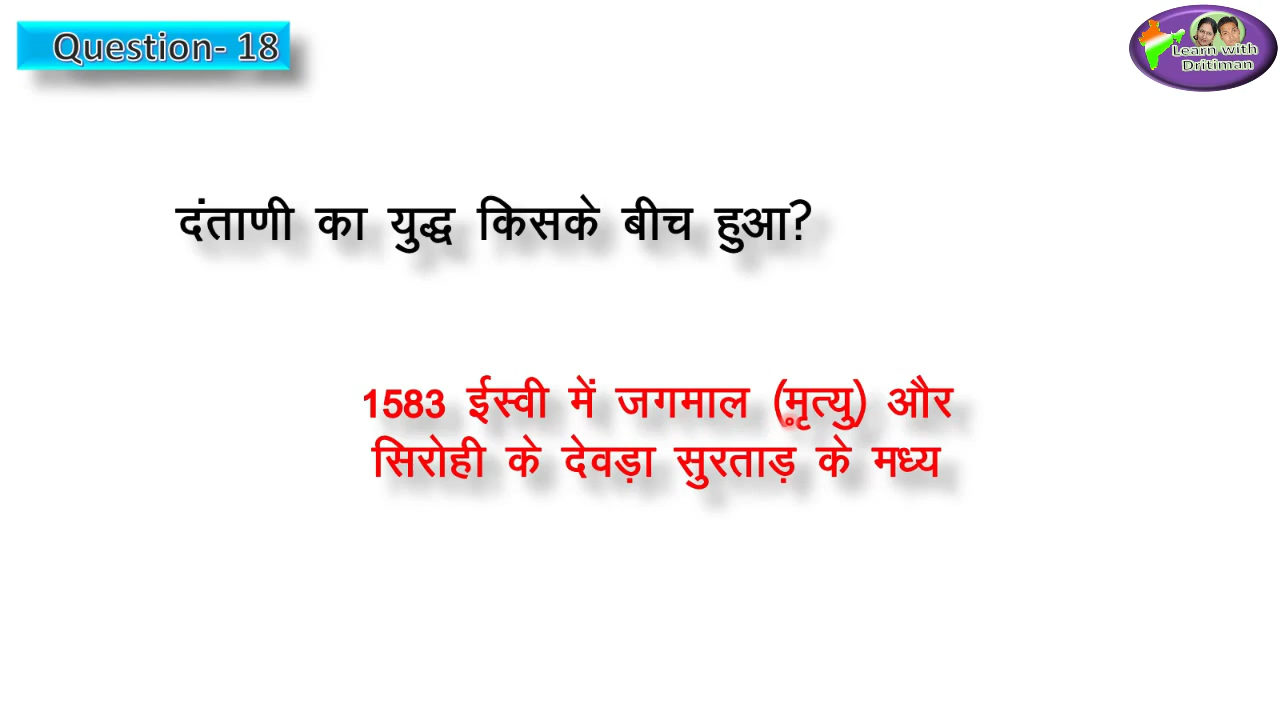 Question- 18
Learn with
Dritiman
दंताणी का युद्ध किसके बीच हुआ?
1583 ईस्वी में जगमाल (मृत्यु) और
सिरोही के देवड़ा सुरताड़ के मध्य